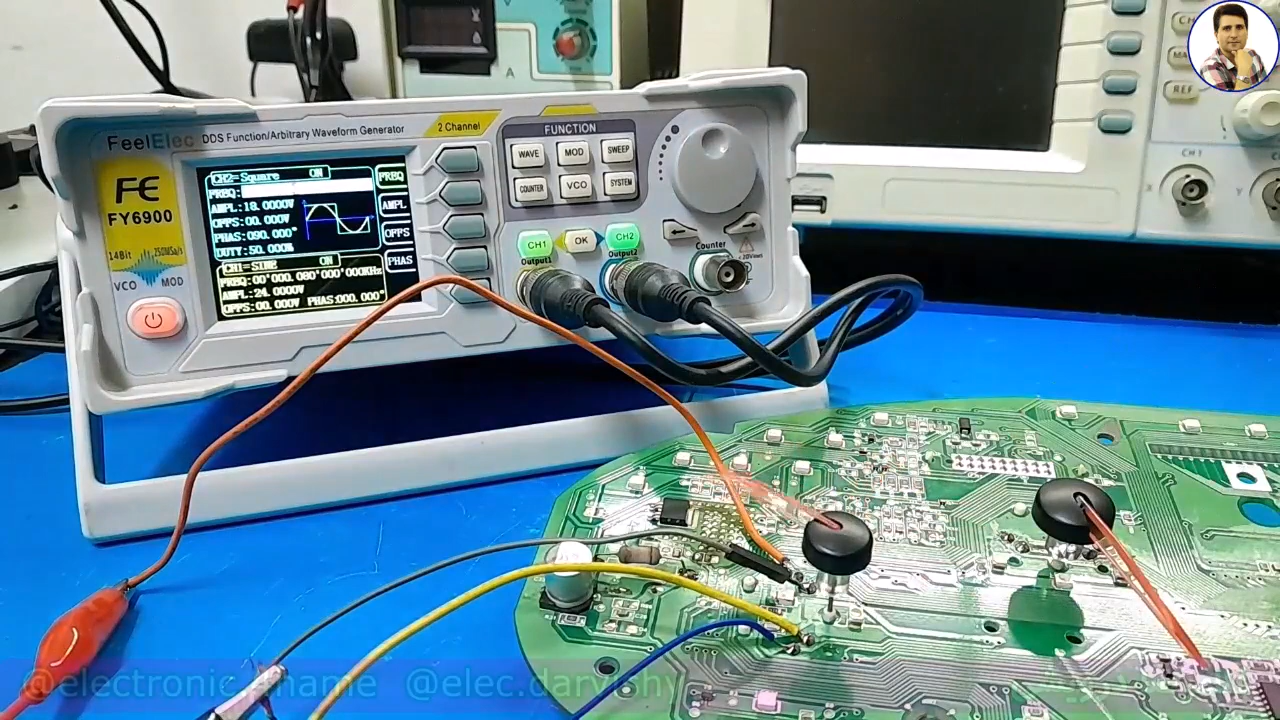 FeelElec DDS Function/Arbitrary Waveform Generator
2 Channel
FE
FY6900
14Bit 250MSa/s
VCO MOD
CH2=Square ON
FREQ:
AMPL:18.0000V
OFFS:00.000V
PHAS:090.000°
DUTY:50.000%
CH1=SINE ON
FREQ:00'000.080'000'000KHz
AMPL:24.0000V
OFFS:00.000V PHAS:000.000°
FREQ
AMPL
OFFS
PHAS
FUNCTION
WAVE MOD SWEEP
COUNTER VCO SYSTEM
CH1 OK CH2
Output1 Output2
Counter
V
A
REF
CH 1
@elec.darvishy